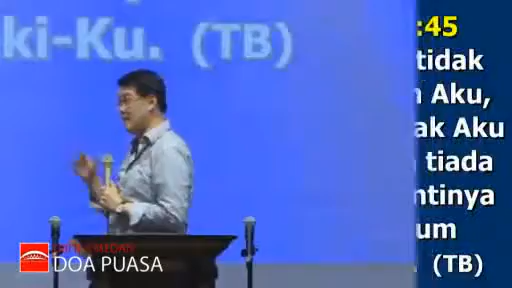 ki-Ku. (TB)
:45
tidak
Aku,
ak Aku
tiada
ntinya
um
(TB)
DOA PUASA